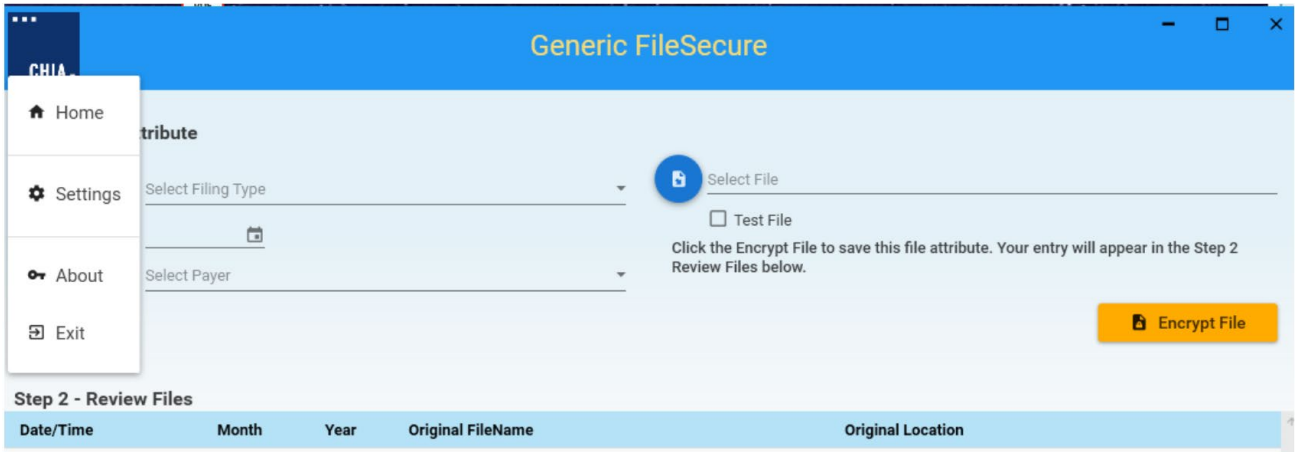 Generic FileSecure
CHIA
Home
tribute
Settings
Select Filing Type
Select File
Test File
Click the Encrypt File to save this file attribute. Your entry will appear in the Step 2
Review Files below.
About
Select Payer
Exit
Encrypt File
Step 2 - Review Files
Date/Time Month Year Original FileName Original Location